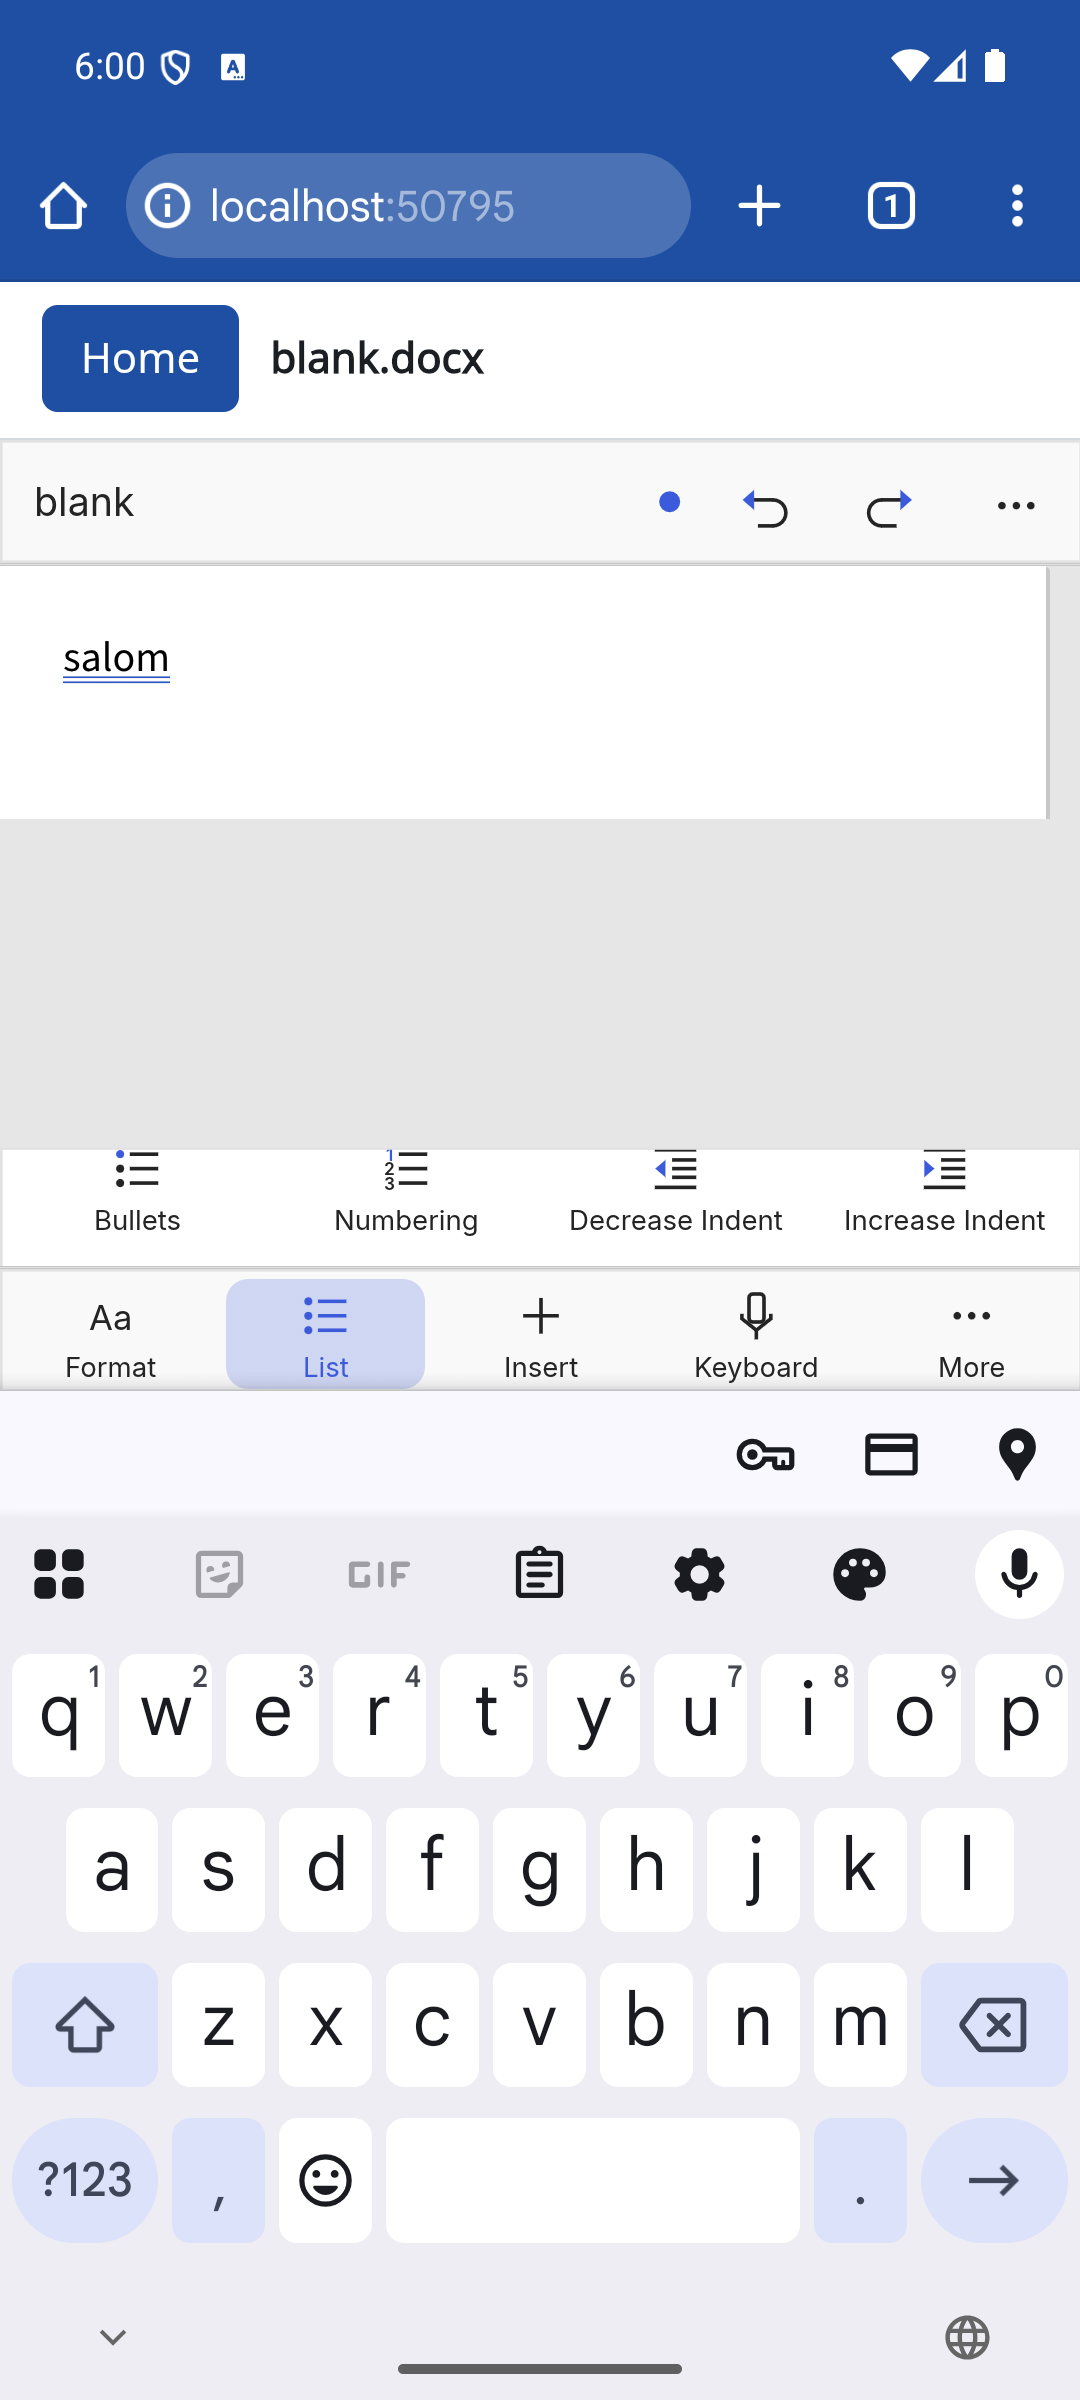 6:00
localhost:50795
1
Home blank.docx
blank
salom
Bullets Numbering Decrease Indent Increase Indent
Aa
Format List Insert Keyboard More
GIF
1 2 3 4 5 6 7 8 9 0
q w e r t y u i o p
a s d f g h j k l
z x c v b n m
?123 , .